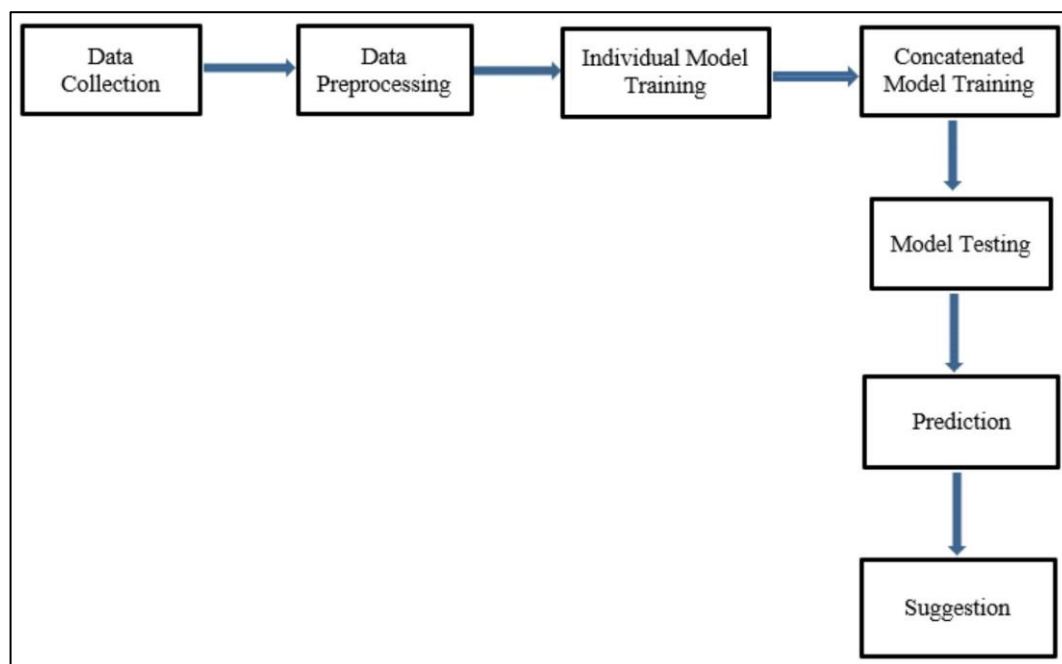 Data
Collection
Data
Preprocessing
Individual Model
Training
Concatenated
Model Training
Model Testing
Prediction
Suggestion